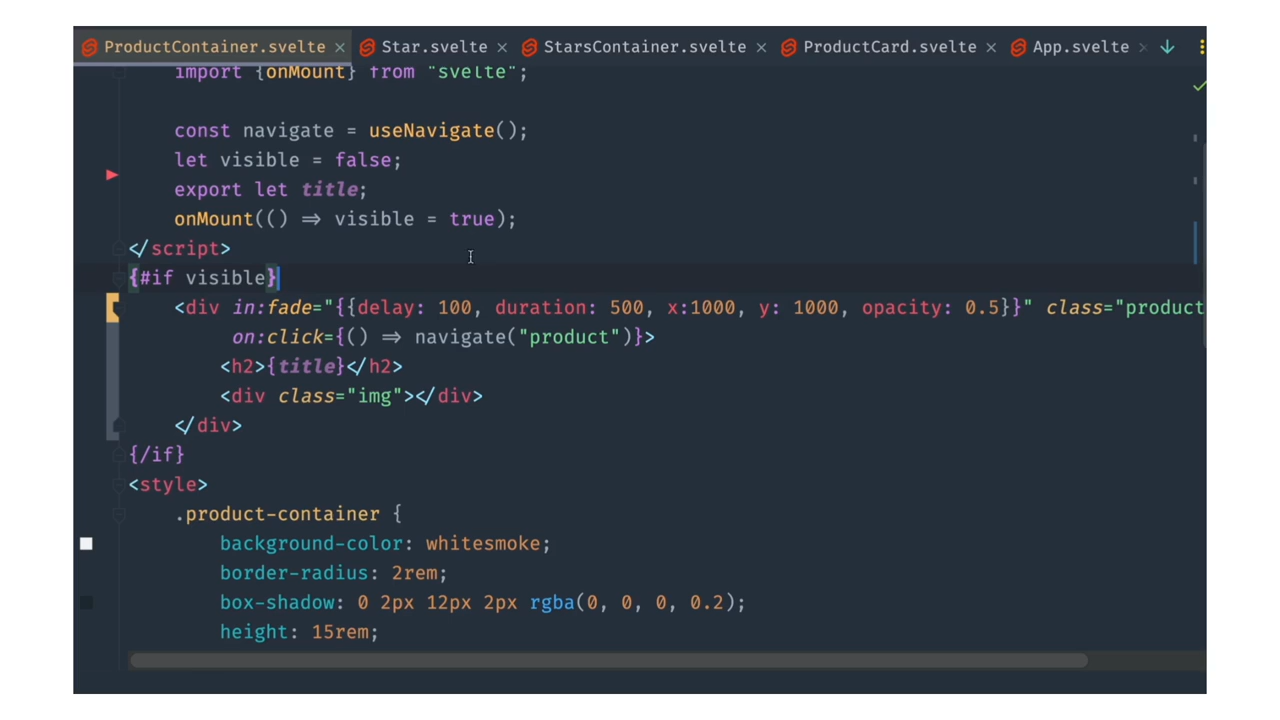 ProductContainer.svelte × Star.svelte × StarsContainer.svelte × ProductCard.svelte × App.svelte ×
import {onMount} from "svelte";
const navigate = useNavigate();
let visible = false;
export let title;
onMount(() => visible = true);
</script>
{#if visible}
<div in:fade="{{delay: 100, duration: 500, x:1000, y: 1000, opacity: 0.5}}" class="product
on:click={() => navigate("product")}>
<h2>{title}</h2>
<div class="img"></div>
</div>
{/if}
<style>
.product-container {
background-color: whitesmoke;
border-radius: 2rem;
box-shadow: 0 2px 12px 2px rgba(0, 0, 0, 0.2);
height: 15rem;